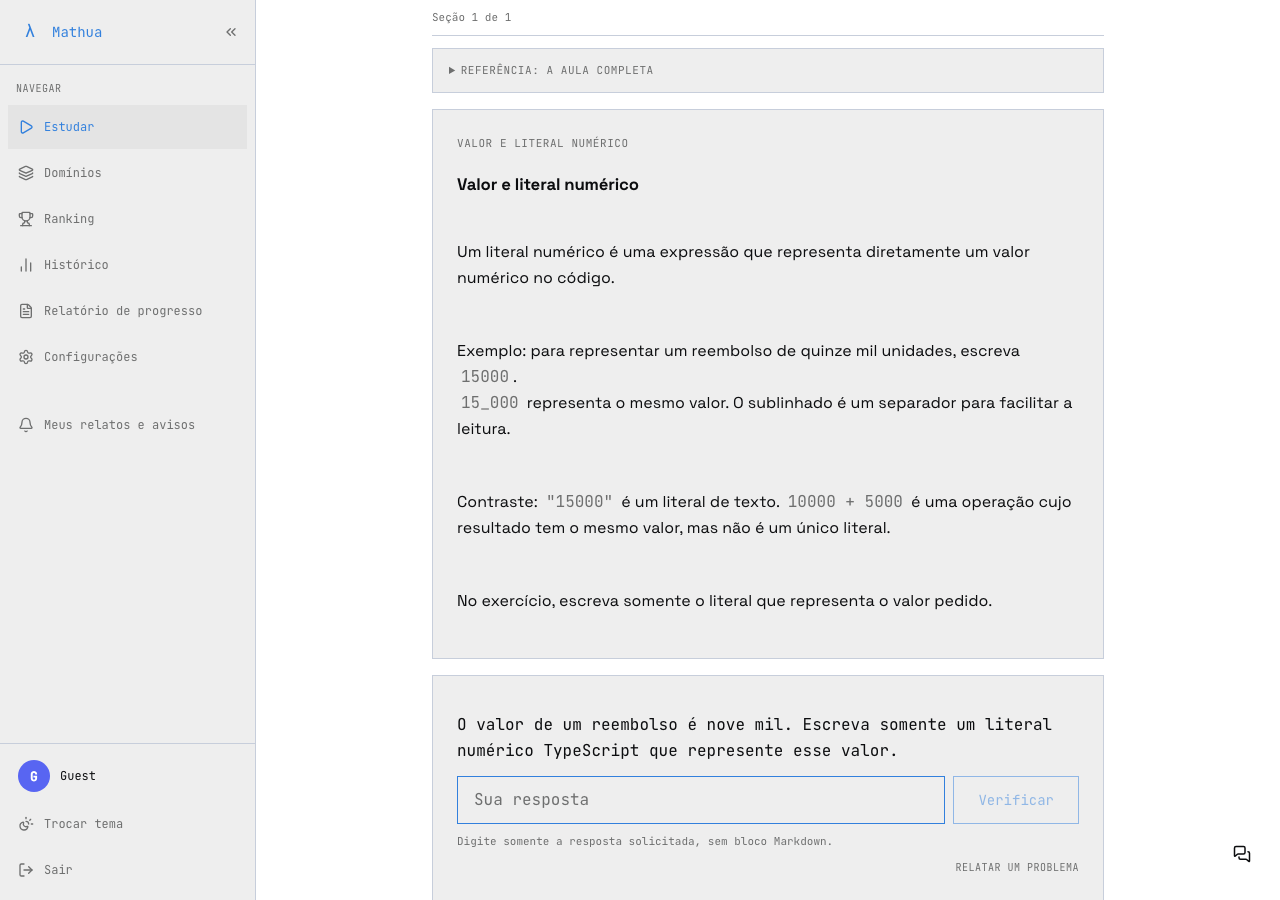 λ Mathua
NAVEGAR
Estudar
Domínios
Ranking
Histórico
Relatório de progresso
Configurações
Meus relatos e avisos
G Guest
Trocar tema
Sair
Seção 1 de 1
REFERÊNCIA: A AULA COMPLETA
VALOR E LITERAL NUMÉRICO
Valor e literal numérico
Um literal numérico é uma expressão que representa diretamente um valor
numérico no código.
Exemplo: para representar um reembolso de quinze mil unidades, escreva
15000.
15_000 representa o mesmo valor. O sublinhado é um separador para facilitar a
leitura.
Contraste: "15000" é um literal de texto. 10000 + 5000 é uma operação cujo
resultado tem o mesmo valor, mas não é um único literal.
No exercício, escreva somente o literal que representa o valor pedido.
O valor de um reembolso é nove mil. Escreva somente um literal
numérico TypeScript que represente esse valor.
Sua resposta
Verificar
Digite somente a resposta solicitada, sem bloco Markdown.
RELATAR UM PROBLEMA